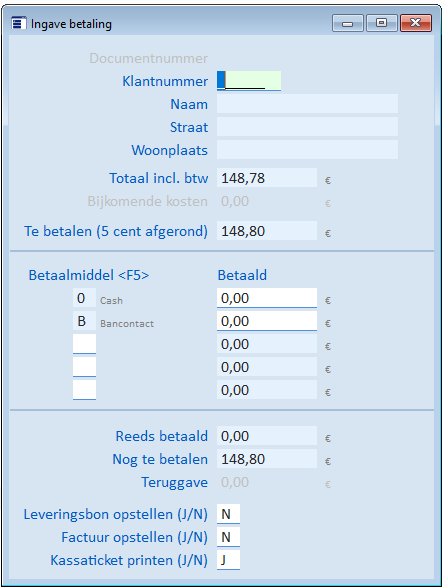 Ingave betaling
Documentnummer
Klantnummer
Naam
Straat
Woonplaats
Totaal incl. btw 148,78 €
Bijkomende kosten 0,00 €
Te betalen (5 cent afgerond) 148,80 €
Betaalmiddel <F5> Betaald
0 Cash 0,00 €
B Bancontact 0,00 €
0,00 €
0,00 €
0,00 €
Reeds betaald 0,00 €
Nog te betalen 148,80 €
Teruggave 0,00 €
Leveringsbon opstellen (J/N) N
Factuur opstellen (J/N) N
Kassaticket printen (J/N) J